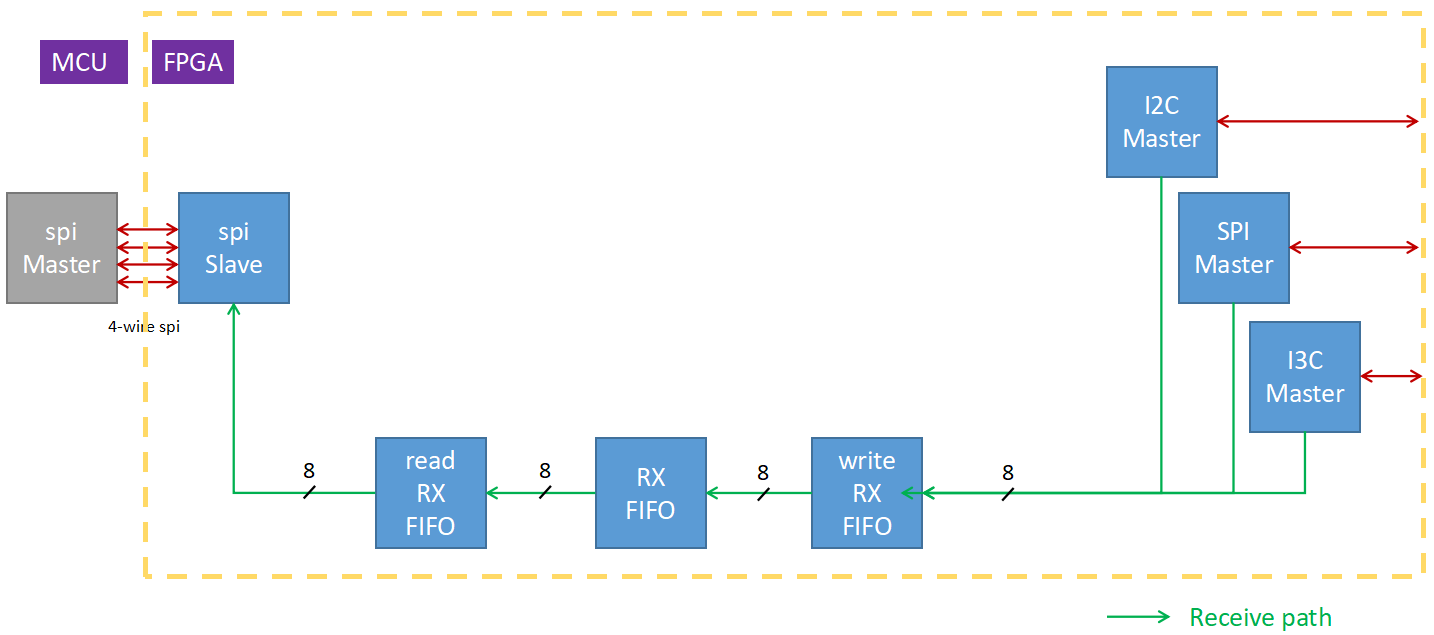 MCU
FPGA
I2C
Master
spi
Master
spi
Slave
SPI
Master
4-wire spi
I3C
Master
8
read
RX
FIFO
8
RX
FIFO
8
write
RX
FIFO
8
Receive path